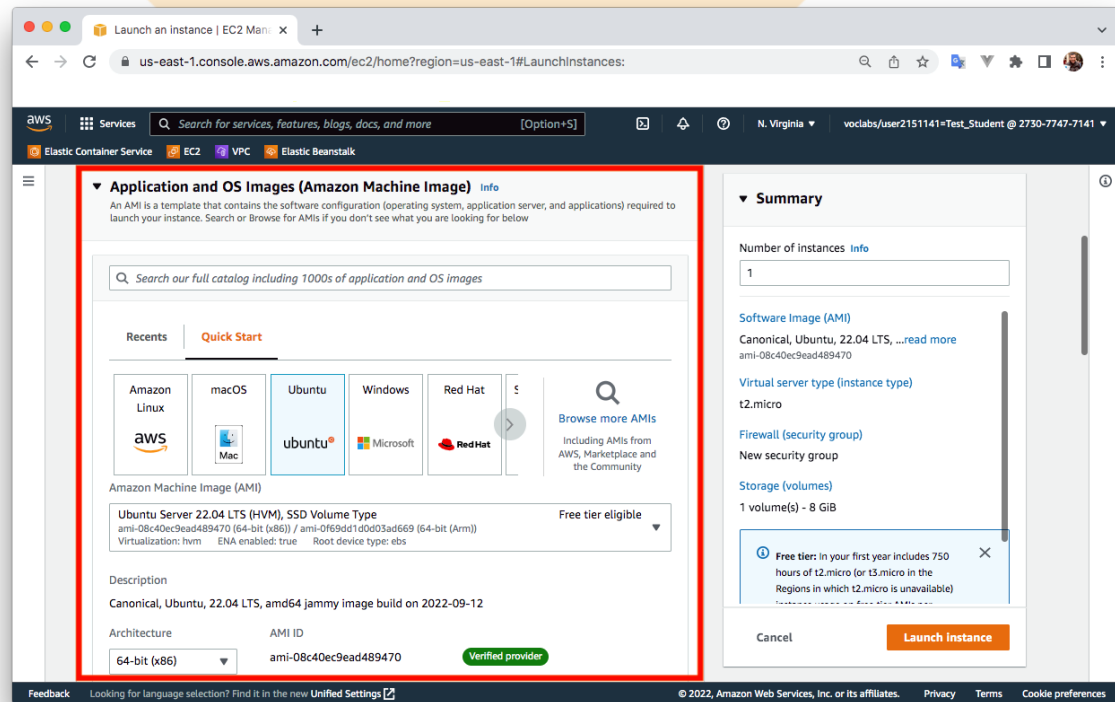 Launch an instance | EC2 Man
us-east-1.console.aws.amazon.com/ec2/home?region=us-east-1#LaunchInstances:
aws
Services
Search for services, features, blogs, docs, and more
[Option+S]
N. Virginia
voclabs/user2151141=Test_Student @ 2730-7747-7141
Elastic Container Service
EC2
VPC
Elastic Beanstalk
Application and OS Images (Amazon Machine Image) Info
An AMI is a template that contains the software configuration (operating system, application server, and applications) required to
launch your instance. Search or Browse for AMIs if you don't see what you are looking for below
Search our full catalog including 1000s of application and OS images
Recents
Quick Start
Amazon
Linux
aws
macOS
Mac
Ubuntu
ubuntu
Windows
Microsoft
Red Hat
Red Hat
S
Browse more AMIs
Including AMIs from
AWS, Marketplace and
the Community
Amazon Machine Image (AMI)
Ubuntu Server 22.04 LTS (HVM), SSD Volume Type
Free tier eligible
ami-08c40ec9ead489470 (64-bit (x86)) / ami-0f69dd1d0d03ad669 (64-bit (Arm))
Virtualization: hvm ENA enabled: true Root device type: ebs
Description
Canonical, Ubuntu, 22.04 LTS, amd64 jammy image build on 2022-09-12
Architecture
64-bit (x86)
AMI ID
ami-08c40ec9ead489470
Verified provider
Summary
Number of instances Info
1
Software Image (AMI)
Canonical, Ubuntu, 22.04 LTS, ...read more
ami-08c40ec9ead489470
Virtual server type (instance type)
t2.micro
Firewall (security group)
New security group
Storage (volumes)
1 volume(s) - 8 GiB
Free tier: In your first year includes 750
hours of t2.micro (or t3.micro in the
Regions in which t2.micro is unavailable)
instance usage on free tier AMIs per
Cancel
Launch instance
Feedback
Looking for language selection? Find it in the new Unified Settings
© 2022, Amazon Web Services, Inc. or its affiliates.
Privacy
Terms
Cookie preferences